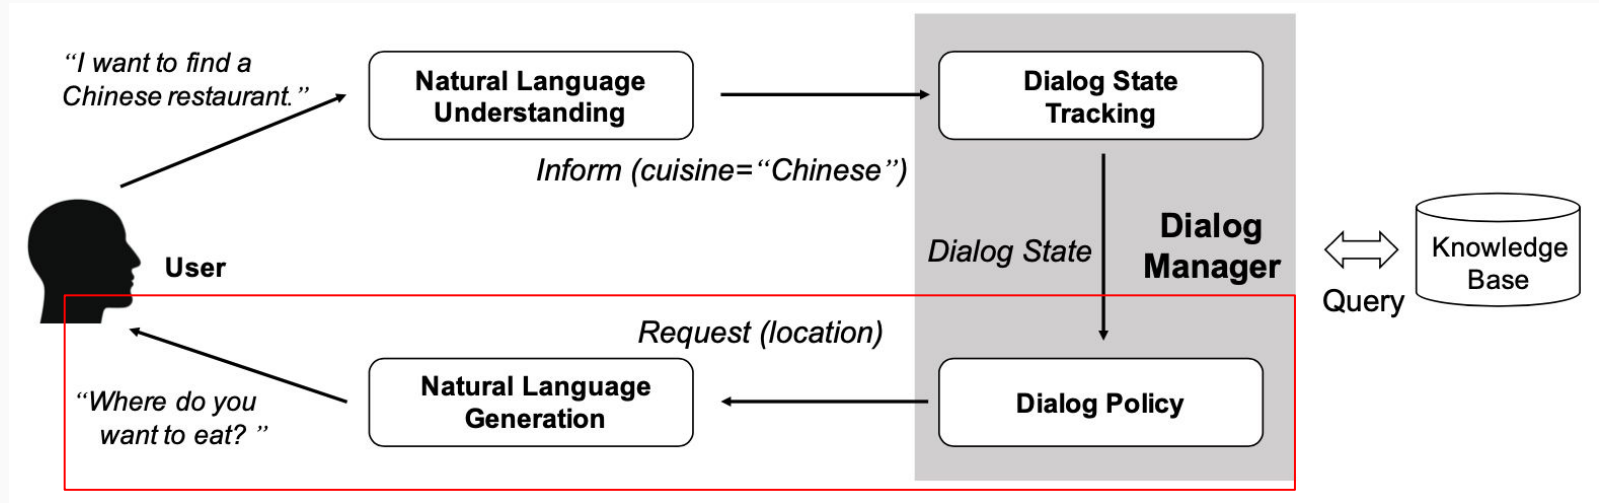 “I want to find a
Chinese restaurant.”
Natural Language
Understanding
Dialog State
Tracking
Inform (cuisine=“Chinese”)
User
Dialog State
Dialog
Manager
Knowledge
Base
Query
Request (location)
“Where do you
want to eat? ”
Natural Language
Generation
Dialog Policy